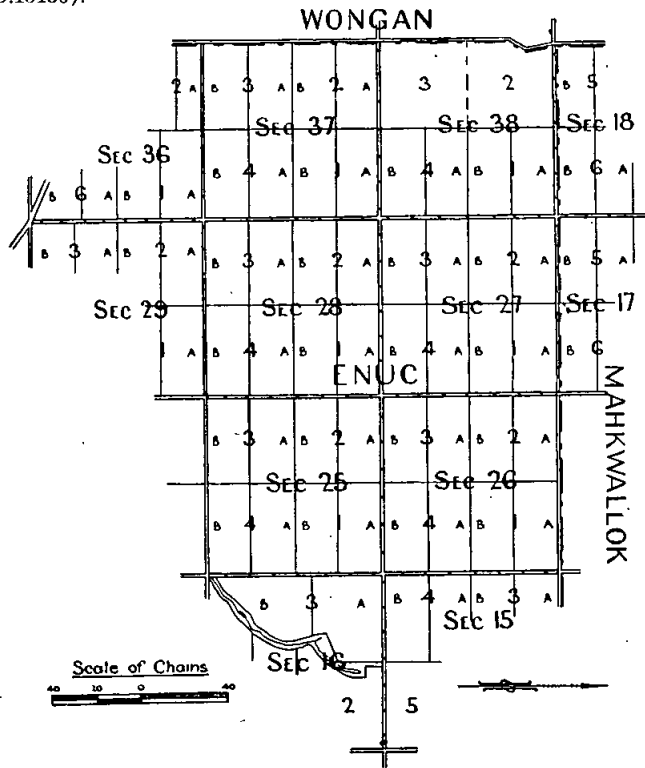 WONGAN
2 A B 3 A B 2 A 3 2 B 5
SEC 37 SEC 38 SEC 18
SEC 36
B 4 A B 1 A B 4 A B 1 A B 6 A
B 6 A B 1 A
B 3 A B 2 A B 3 A B 2 A B 3 A B 2 A B 5 A
SEC 29 SEC 28 SEC 27 SEC 17
1 A B 4 A B 1 A B 4 A B 1 A B 6
ENUC
MAHKWALLOK
B 3 A B 2 A B 3 A B 2 A
SEC 25 SEC 26
B 4 A B 1 A B 4 A B 1 A
B 3 A B 4 A B 3 A
SEC 15
SEC 16
Scale of Chains
40 20 0 40
2 5